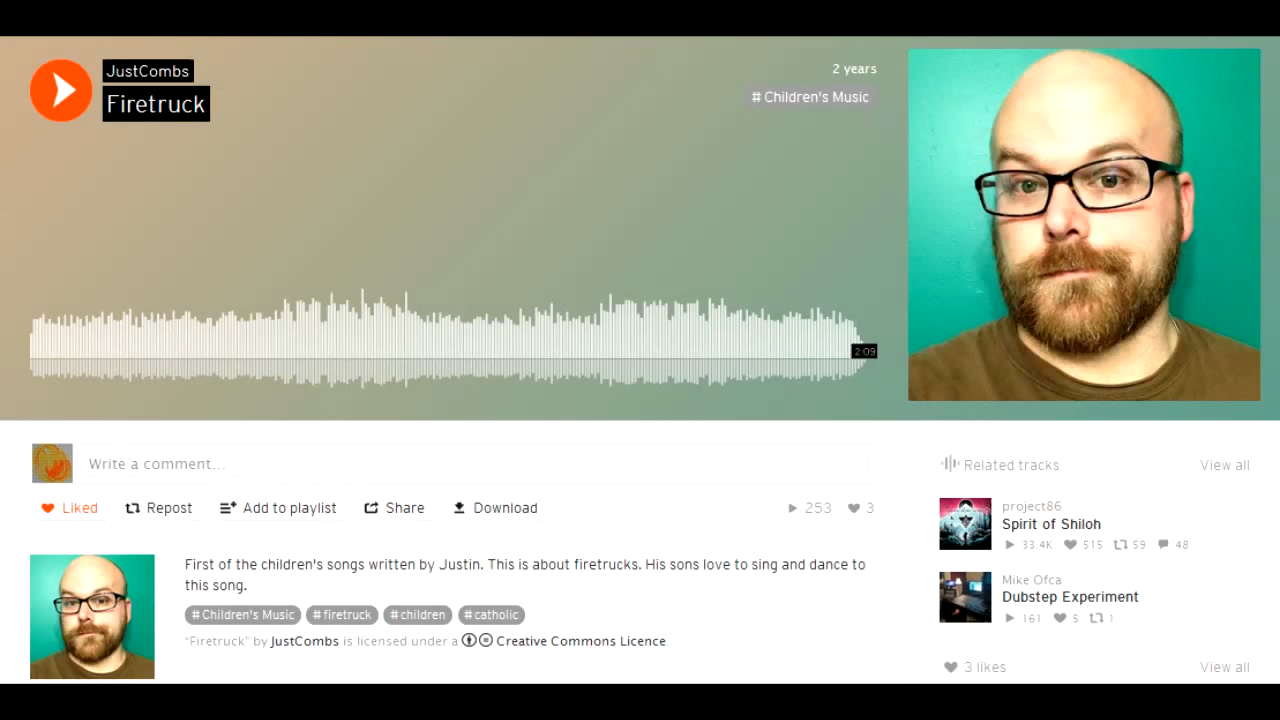 JustCombs
Firetruck
2 years
# Children's Music
2:09
Write a comment...
Liked
Repost
Add to playlist
Share
Download
253
3
First of the children's songs written by Justin. This is about firetrucks. His sons love to sing and dance to
this song.
# Children's Music # firetruck # children # catholic
“Firetruck” by JustCombs is licensed under a Creative Commons Licence
Related tracks
View all
project86
Spirit of Shiloh
33.4K 515 59 48
Mike Ofca
Dubstep Experiment
161 5 1
3 likes
View all